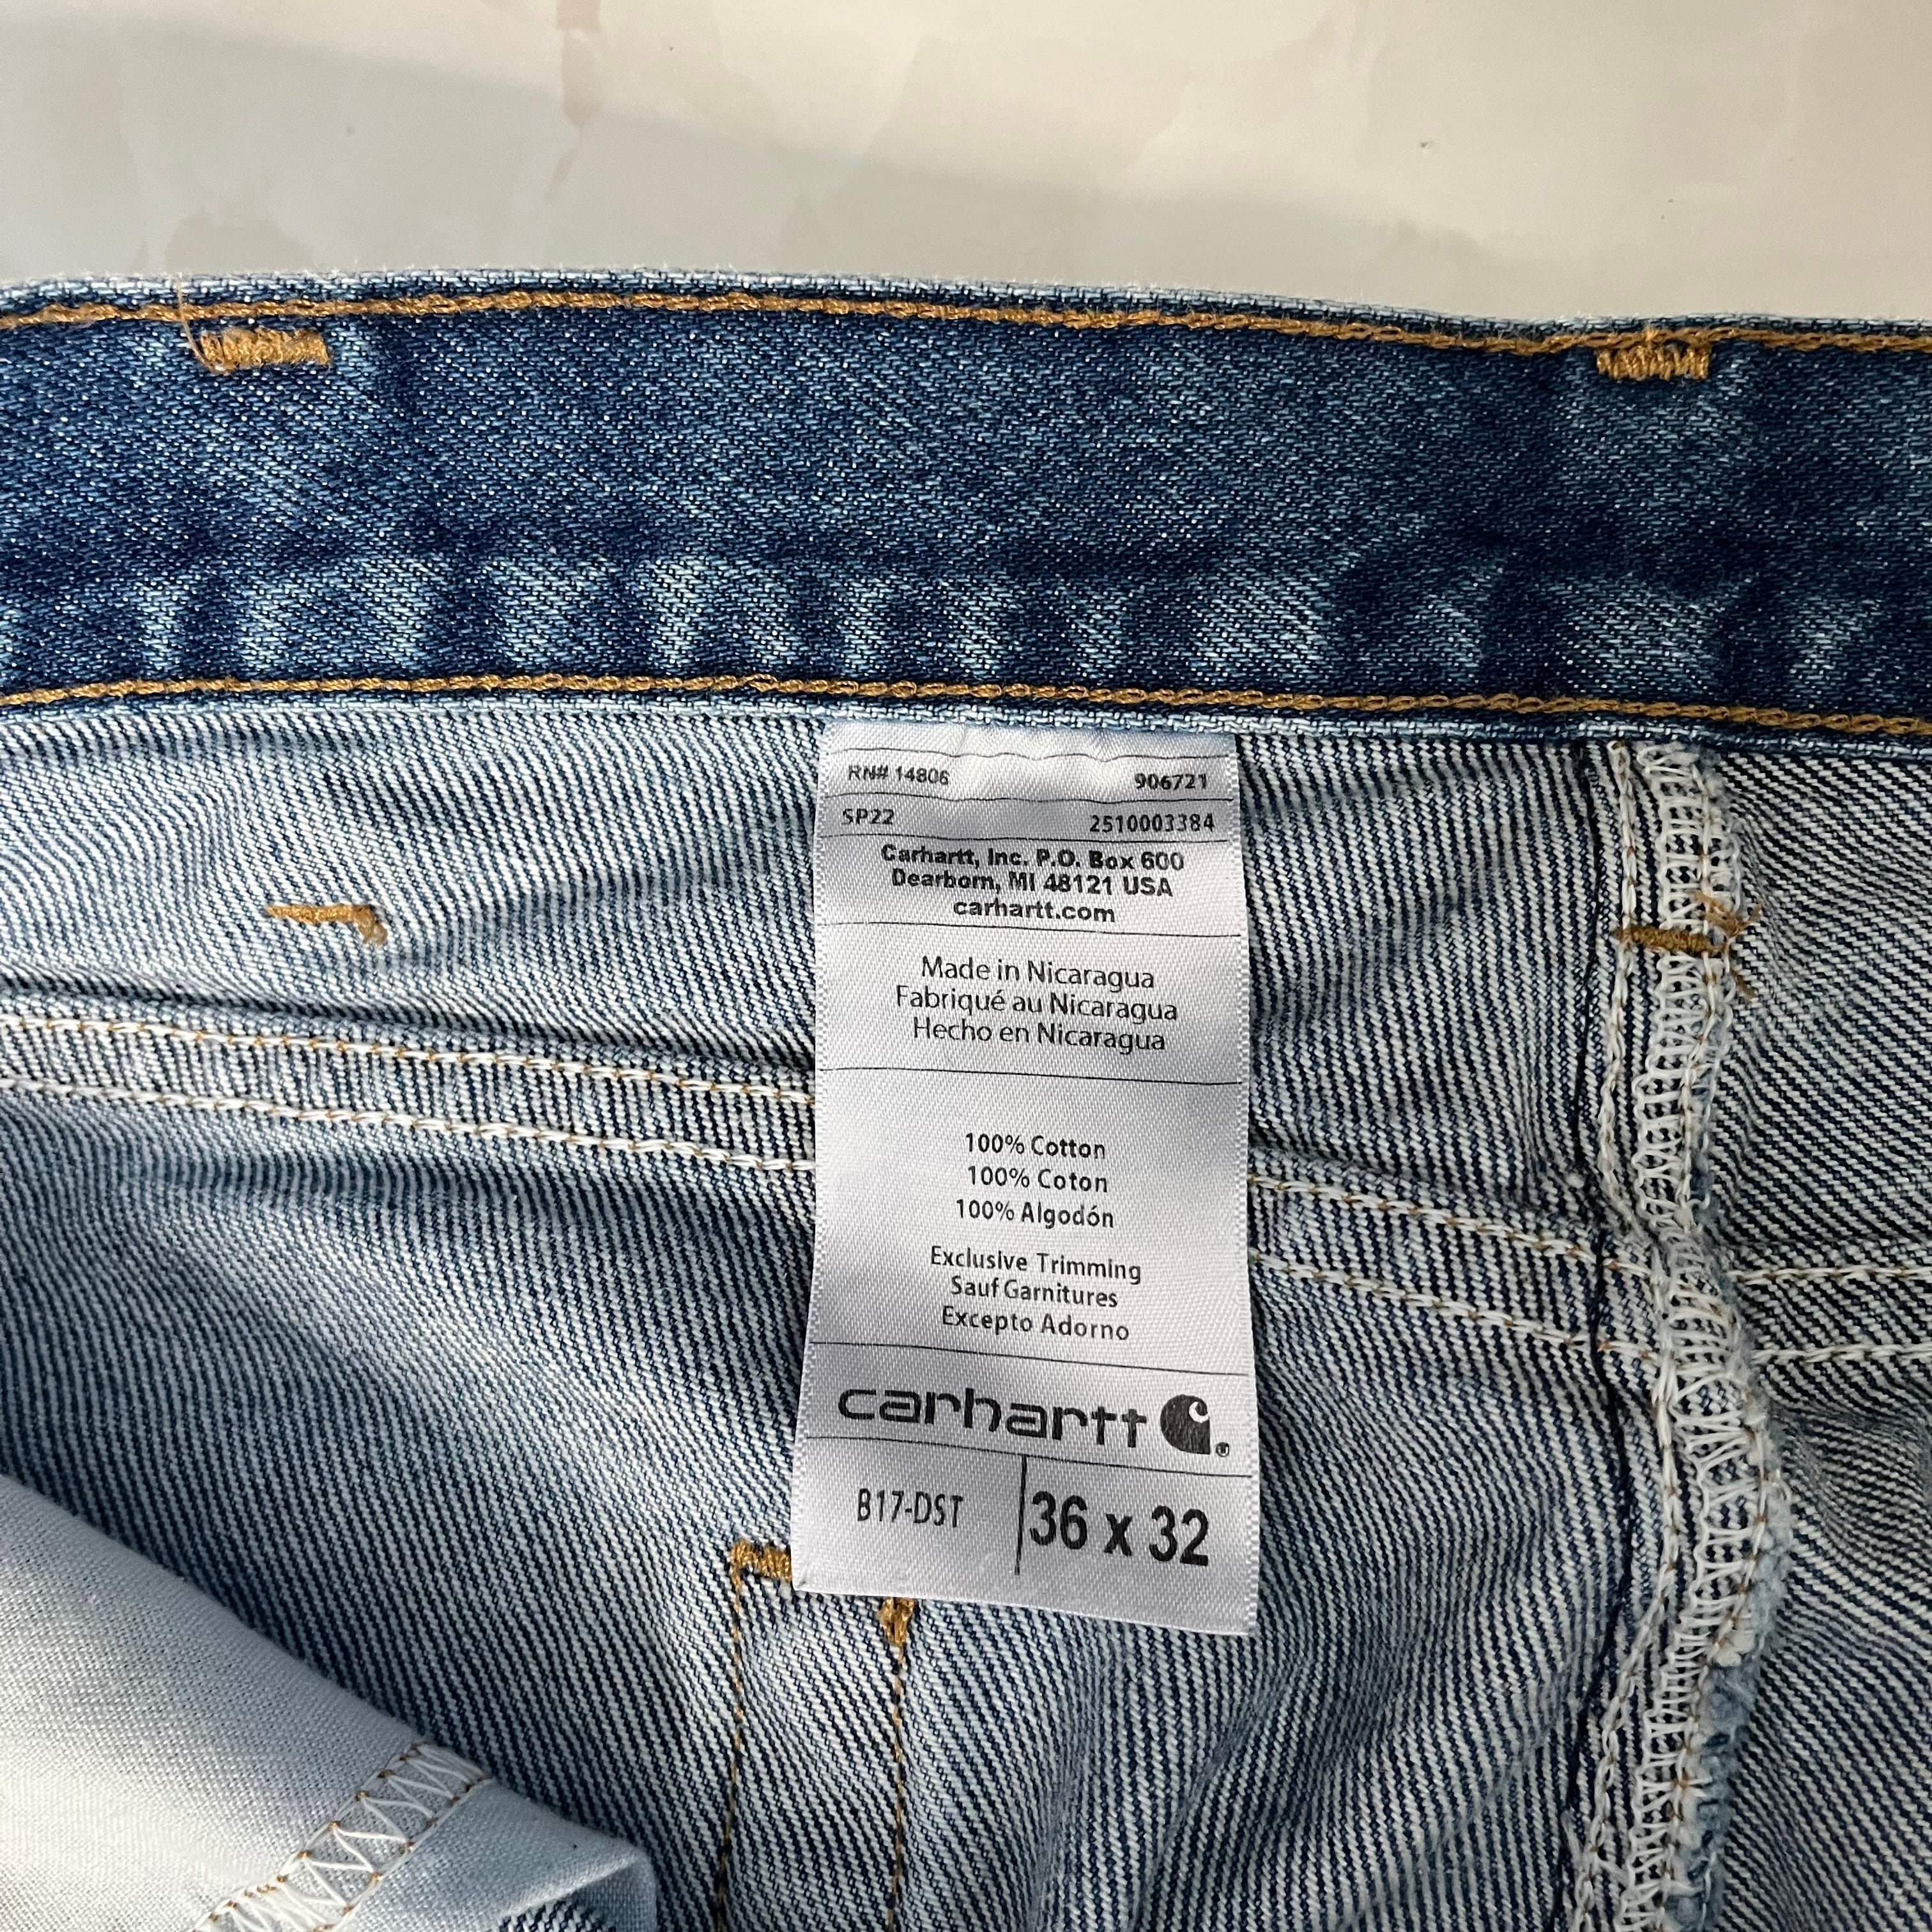 RN# 14806 906721
SP22 2510003384
Carhartt, Inc. P.O. Box 600
Dearborn, MI 48121 USA
carhartt.com
Made in Nicaragua
Fabriqué au Nicaragua
Hecho en Nicaragua
100% Cotton
100% Coton
100% Algodón
Exclusive Trimming
Sauf Garnitures
Excepto Adorno
carhartt ®
B17-DST 36 x 32